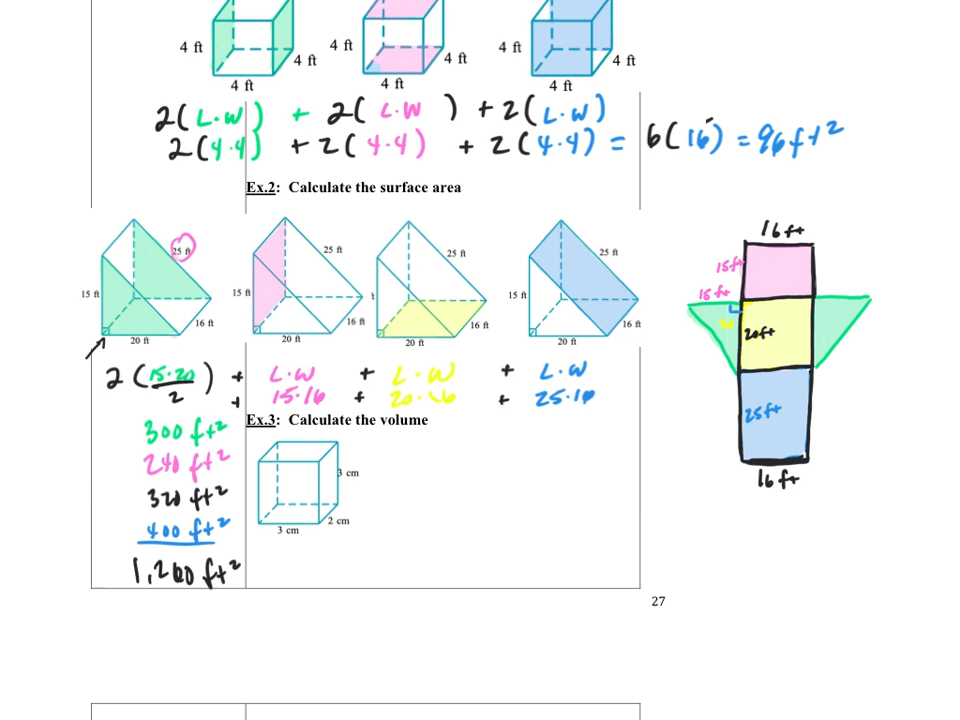 4 ft 4 ft 4 ft
4 ft 4 ft 4 ft
4 ft 4 ft 4 ft
2(L.W) + 2(L.W) + 2(L.W)
2(4.4) + 2(4.4) + 2(4.4) = 6(16) = 96ft2
Ex.2: Calculate the surface area
16ft
25 ft 25 ft 25 ft 25 ft
15ft
15 ft 15 ft 15 ft
15ft
16 ft 16 ft 16 ft 16 ft
20 ft 20 ft 20 ft 20 ft
20ft
2(15.20/2) + L.W + L.W + L.W
+ 15.16 + 20.16 + 25.16
25ft
Ex.3: Calculate the volume
300 ft2
240 ft2
3 cm
16ft
320 ft2
2 cm
400 ft2
3 cm
1,260 ft2
27